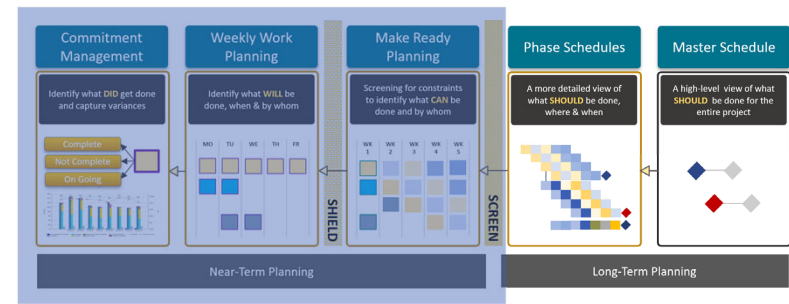 Commitment
Management
Identify what DID get done
and capture variances
Complete
Not Complete
On Going
Weekly Work
Planning
Identify what WILL be
done, when & by whom
MO TU WE TH FR
SHIELD
Make Ready
Planning
Screening for constraints
to identify what CAN be
done and by whom
WK WK WK WK WK
1 2 3 4 5
SCREEN
Phase Schedules
A more detailed view of
what SHOULD be done,
where & when
Master Schedule
A high-level view of what
SHOULD be done for the
entire project
Near-Term Planning
Long-Term Planning